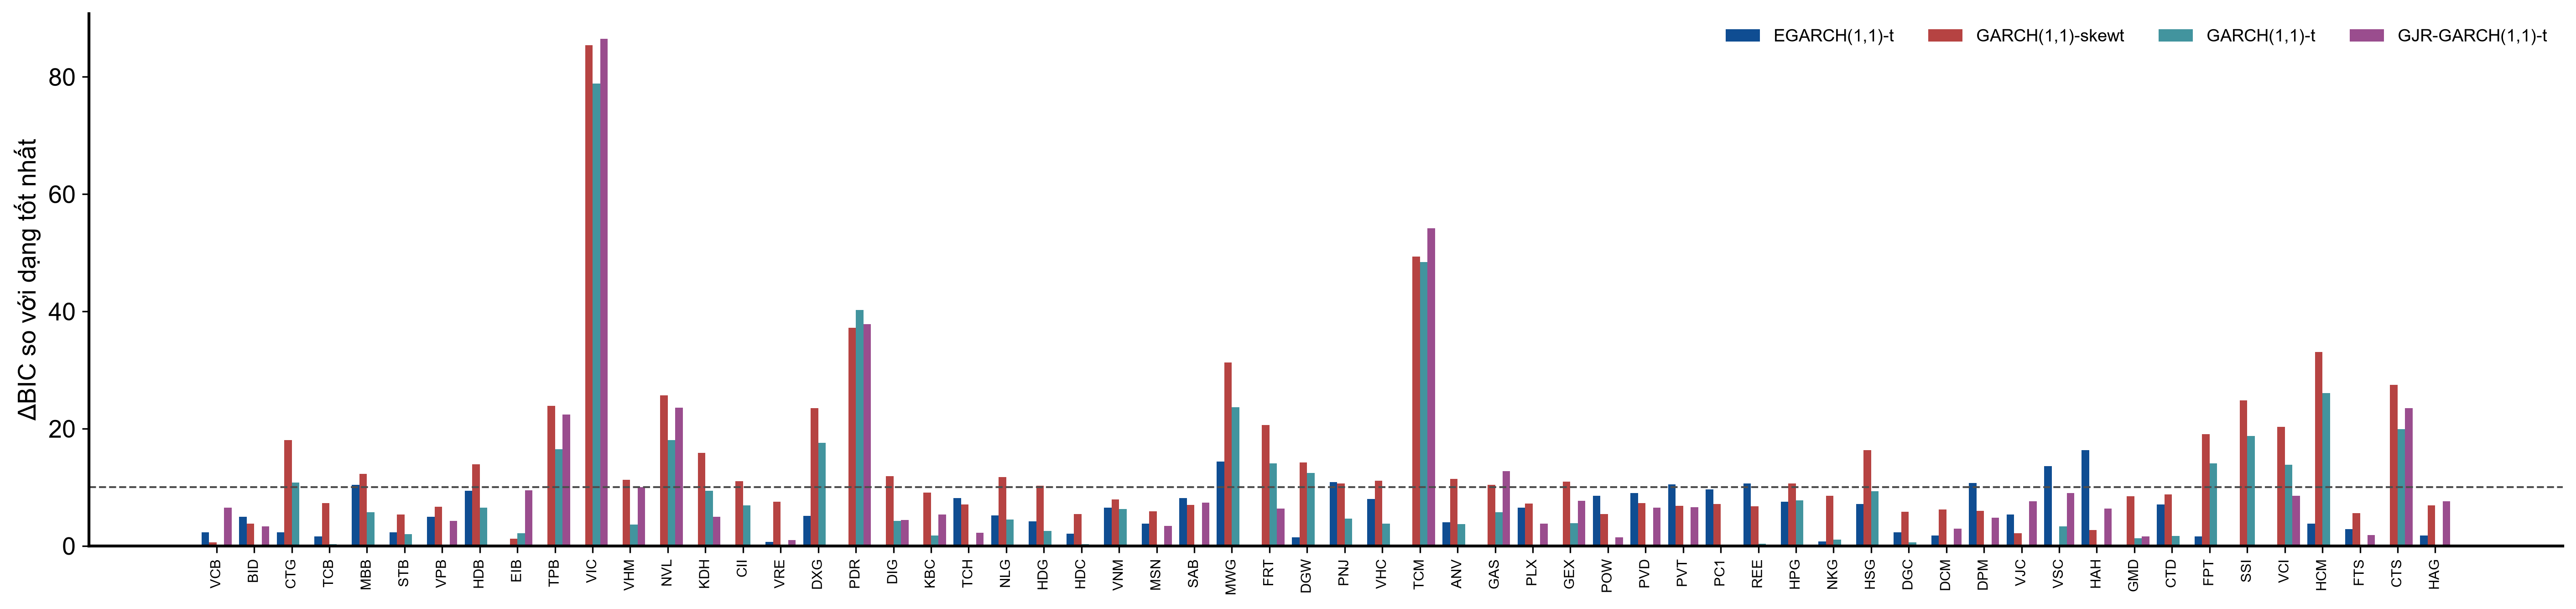 EGARCH(1,1)-t GARCH(1,1)-skewt GARCH(1,1)-t GJR-GARCH(1,1)-t
ΔBIC so với dạng tốt nhất
80
60
40
20
0
VCB BID CTG TCB MBB STB VPB HDB EIB TPB VIC VHM NVL KDH CII VRE DXG PDR DIG KBC TCH NLG HDG HDC VNM MSN SAB MWG FRT DGW PNJ VHC TCM ANV GAS PLX GEX POW PVD PVT PC1 REE HPG NKG HSG DGC DCM DPM VJC VSC HAH GMD CTD FPT SSI VCI HCM FTS CTS HAG